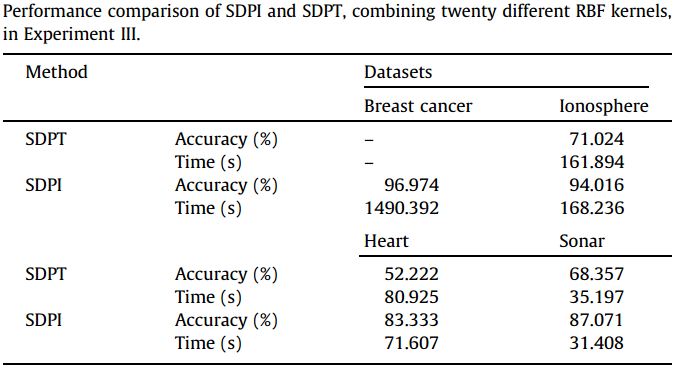 Performance comparison of SDPI and SDPT, combining twenty different RBF kernels,
in Experiment III.
Method Datasets
Breast cancer Ionosphere
SDPT Accuracy (%) – 71.024
Time (s) – 161.894
SDPI Accuracy (%) 96.974 94.016
Time (s) 1490.392 168.236
Heart Sonar
SDPT Accuracy (%) 52.222 68.357
Time (s) 80.925 35.197
SDPI Accuracy (%) 83.333 87.071
Time (s) 71.607 31.408